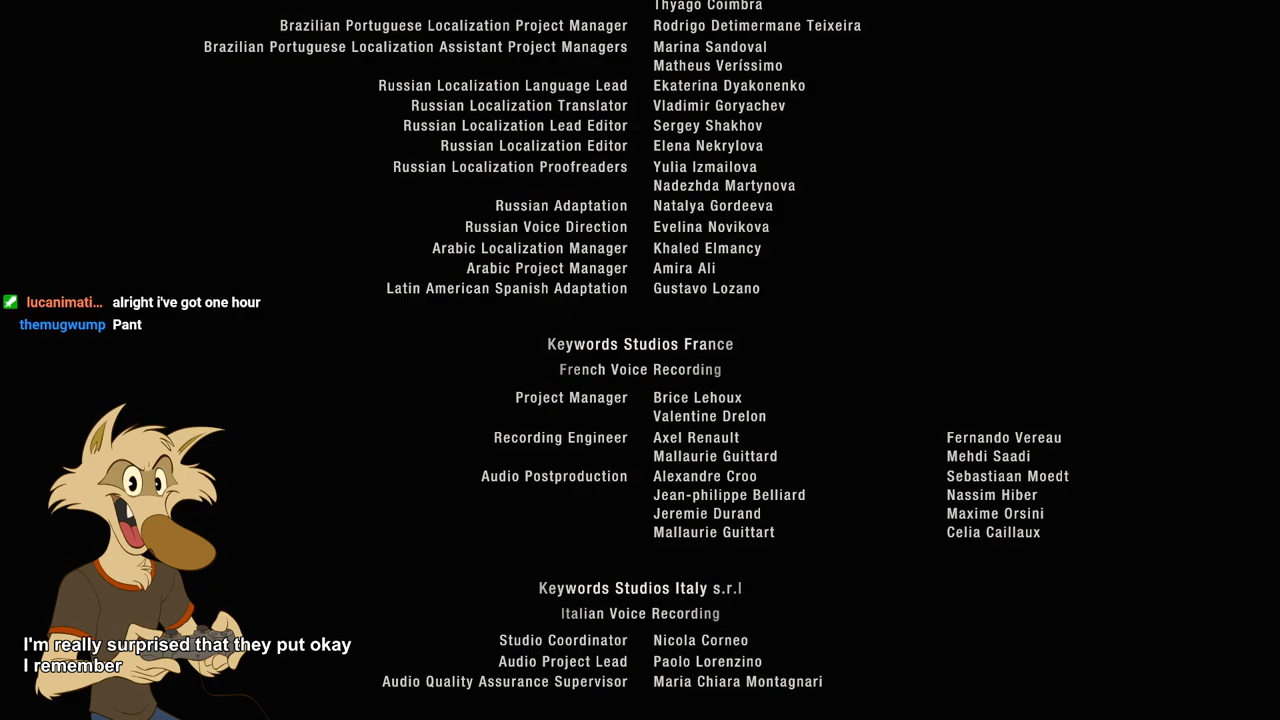 Thyago Coimbra
Brazilian Portuguese Localization Project Manager Rodrigo Detimermane Teixeira
Brazilian Portuguese Localization Assistant Project Managers Marina Sandoval
Matheus Veríssimo
Russian Localization Language Lead Ekaterina Dyakonenko
Russian Localization Translator Vladimir Goryachev
Russian Localization Lead Editor Sergey Shakhov
Russian Localization Editor Elena Nekrylova
Russian Localization Proofreaders Yulia Izmailova
Nadezhda Martynova
Russian Adaptation Natalya Gordeeva
Russian Voice Direction Evelina Novikova
Arabic Localization Manager Khaled Elmancy
Arabic Project Manager Amira Ali
Latin American Spanish Adaptation Gustavo Lozano
lucanimati... alright i've got one hour
themugwump Pant
Keywords Studios France
French Voice Recording
Project Manager Brice Lehoux
Valentine Drelon
Recording Engineer Axel Renault Fernando Vereau
Mallaurie Guittard Mehdi Saadi
Audio Postproduction Alexandre Croo Sebastiaan Moedt
Jean-philippe Belliard Nassim Hiber
Jeremie Durand Maxime Orsini
Mallaurie Guittart Celia Caillaux
Keywords Studios Italy s.r.l
Italian Voice Recording
Studio Coordinator Nicola Corneo
Audio Project Lead Paolo Lorenzino
Audio Quality Assurance Supervisor Maria Chiara Montagnari
I'm really surprised that they put okay
I remember